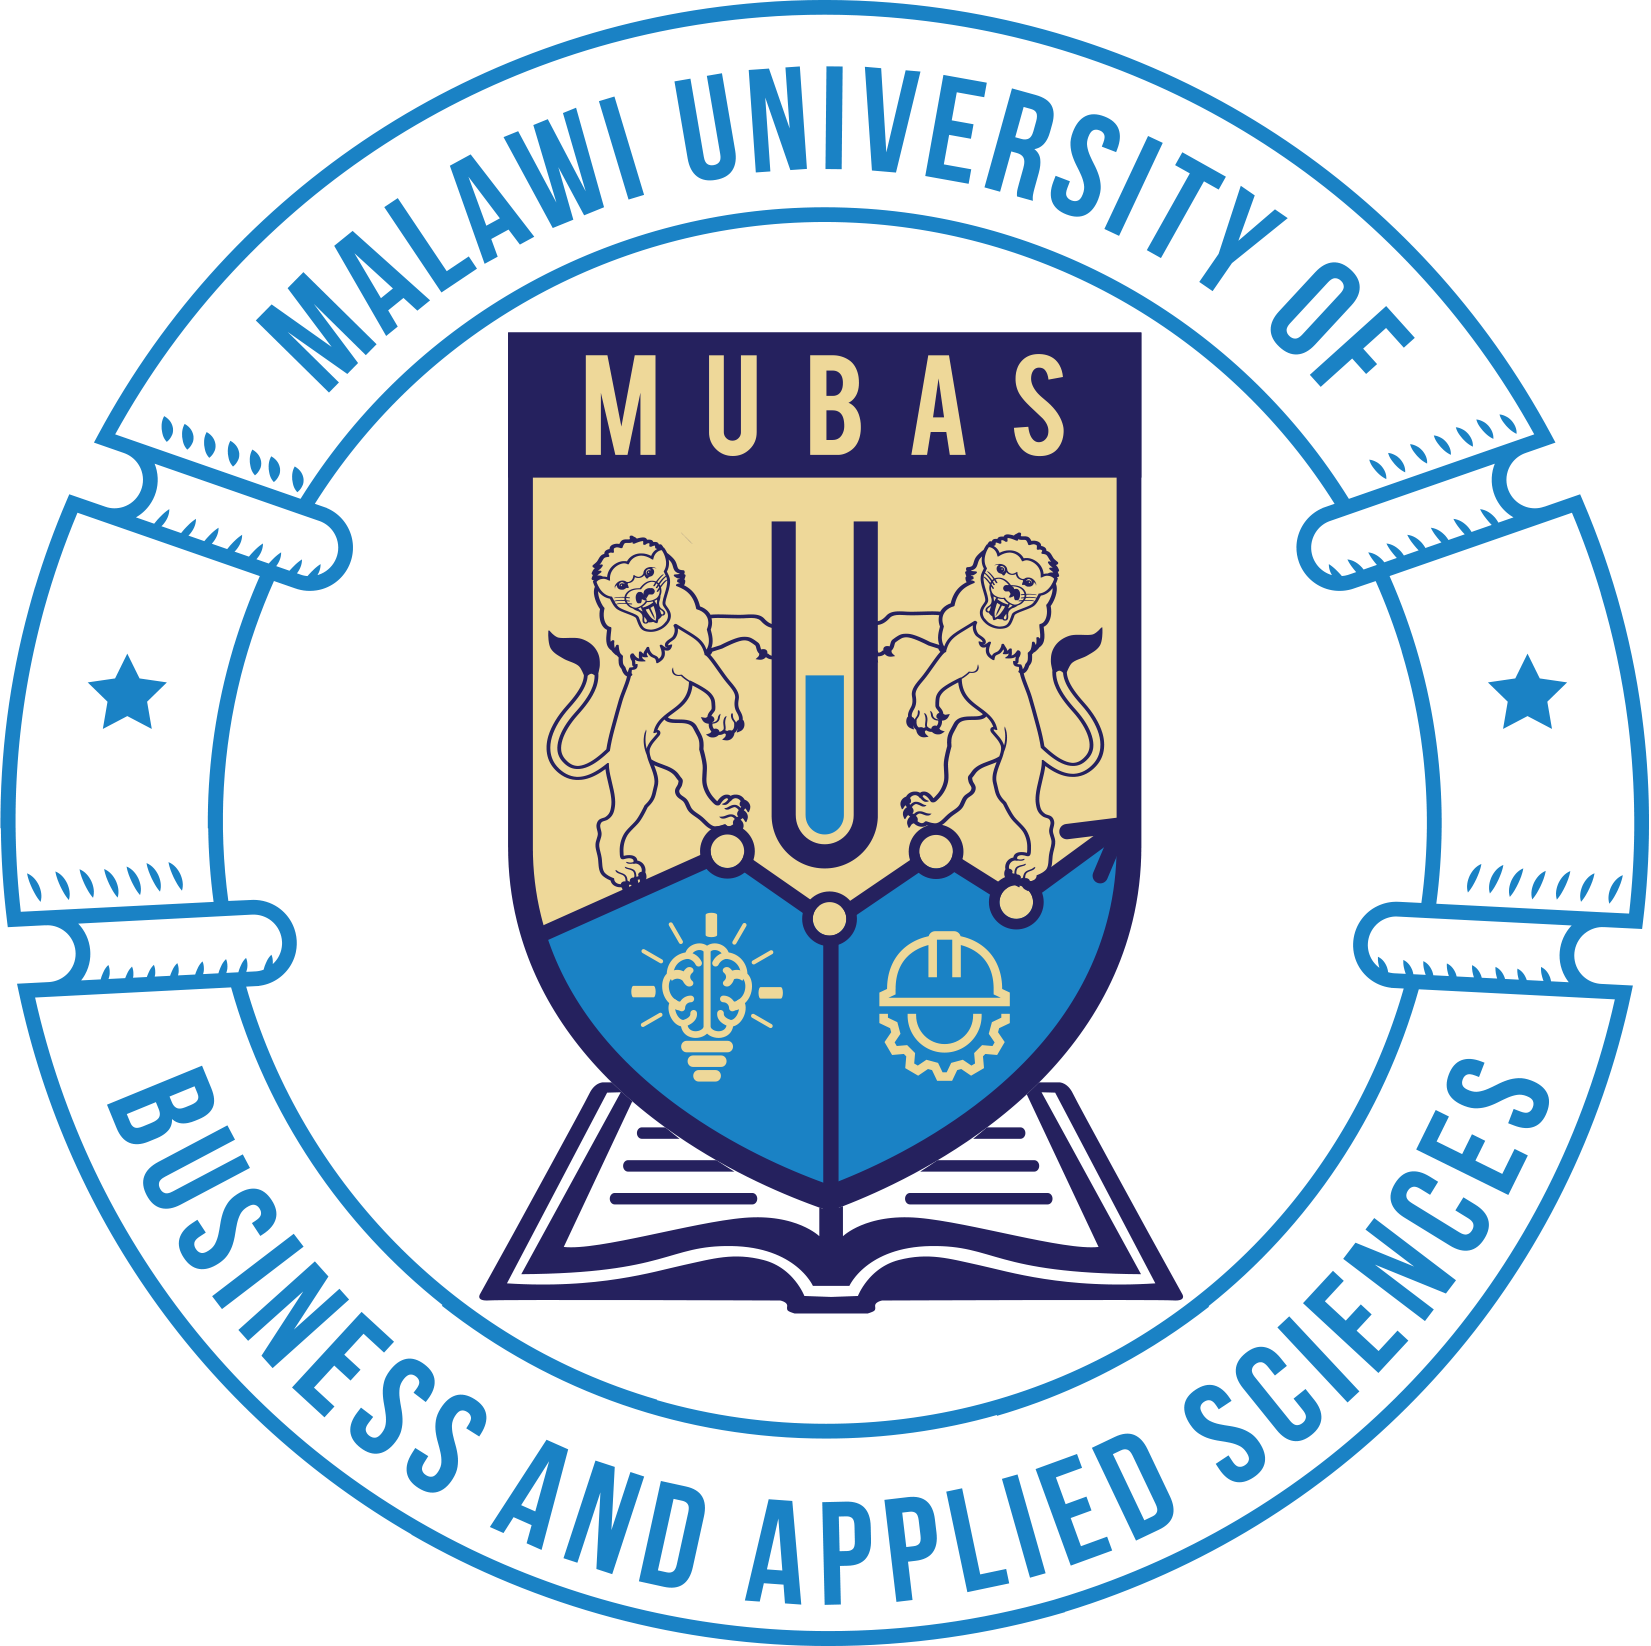 MALAWI UNIVERSITY OF
MUBAS
BUSINESS AND APPLIED SCIENCES